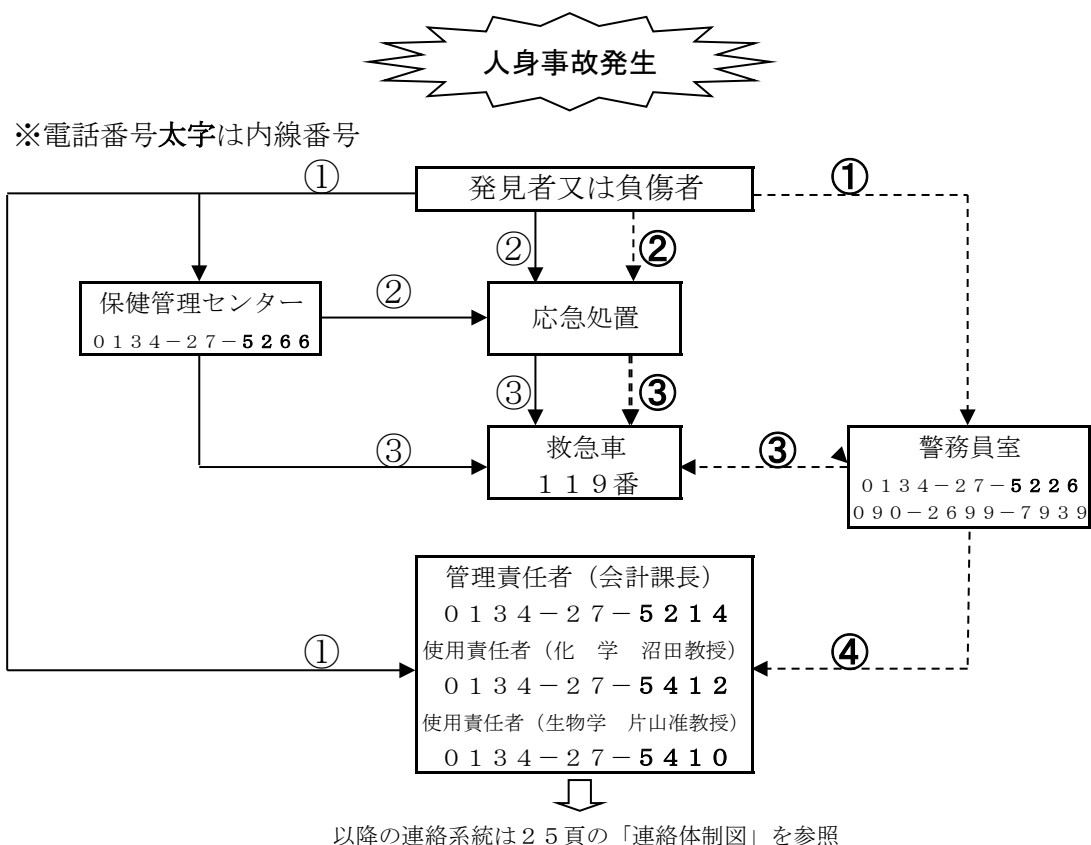 人身事故発生
※電話番号太字は内線番号
①
発見者又は負傷者
①
②
②
保健管理センター
0134-27-5266
②
応急処置
③
③
③
救急車
119番
③
警務員室
0134-27-5226
090-2699-7939
管理責任者（会計課長）
0134-27-5214
使用責任者（化　学　沼田教授）
0134-27-5412
使用責任者（生物学　片山准教授）
0134-27-5410
①
④
以降の連絡系統は25頁の「連絡体制図」を参照